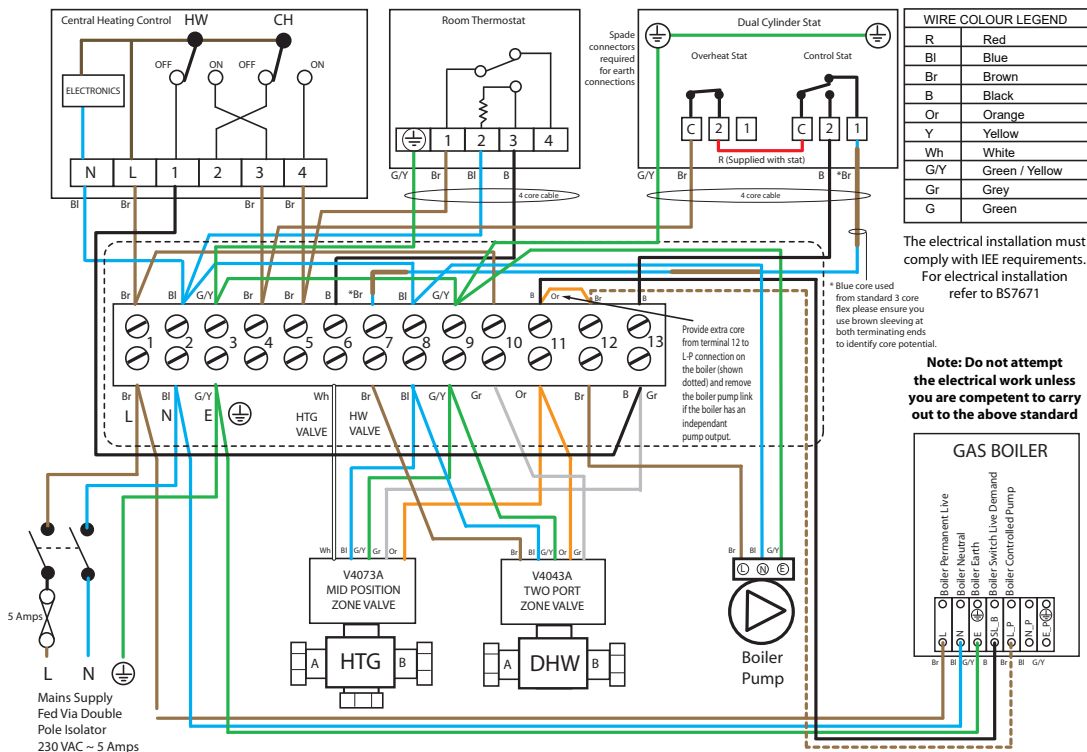 Central Heating Control
HW
CH
OFF
ON
OFF
ON
ELECTRONICS
N
L
1
2
3
4
Bl
Br
Br
Br
Room Thermostat
1
2
3
4
G/Y
Br
Bl
B
4 core cable
Dual Cylinder Stat
Spade
connectors
required
for earth
connections
Overheat Stat
Control Stat
C
2
1
C
2
1
R (Supplied with stat)
G/Y
Br
B
*Br
4 core cable
WIRE COLOUR LEGEND
R Red
Bl Blue
Br Brown
B Black
Or Orange
Y Yellow
Wh White
G/Y Green / Yellow
Gr Grey
G Green
The electrical installation must
comply with IEE requirements.
For electrical installation
refer to BS7671
* Blue core used
from standard 3 core
flex please ensure you
use brown sleeving at
both terminating ends
to identify core potential.
Note: Do not attempt
the electrical work unless
you are competent to carry
out to the above standard
Br
Bl
G/Y
B
*Br
B
Or
Br
B
1
2
3
4
5
6
7
8
9
10
11
12
13
Provide extra core
from terminal 12 to
L-P connection on
the boiler (shown
dotted) and remove
the boiler pump link
if the boiler has an
independant
pump output.
Br
Bl
G/Y
Wh
Br
Bl
G/Y
Gr
Or
Br
B
Gr
L
N
E
HTG
VALVE
HW
VALVE
5 Amps
L
N
Mains Supply
Fed Via Double
Pole Isolator
230 VAC ~ 5 Amps
Wh
Bl
G/Y
Gr
Or
V4073A
MID POSITION
ZONE VALVE
A
HTG
B
Br
Bl
G/Y
Or
Gr
V4043A
TWO PORT
ZONE VALVE
A
DHW
B
Br
Bl
G/Y
L
N
E
Boiler
Pump
GAS BOILER
Boiler Permanent Live
Boiler Neutral
Boiler Earth
Boiler Switch Live Demand
Boiler Controlled Pump
L
N
E
SL_B
L_P
N_P
E_P
Br
Bl
G/Y
B
Br
Bl
G/Y